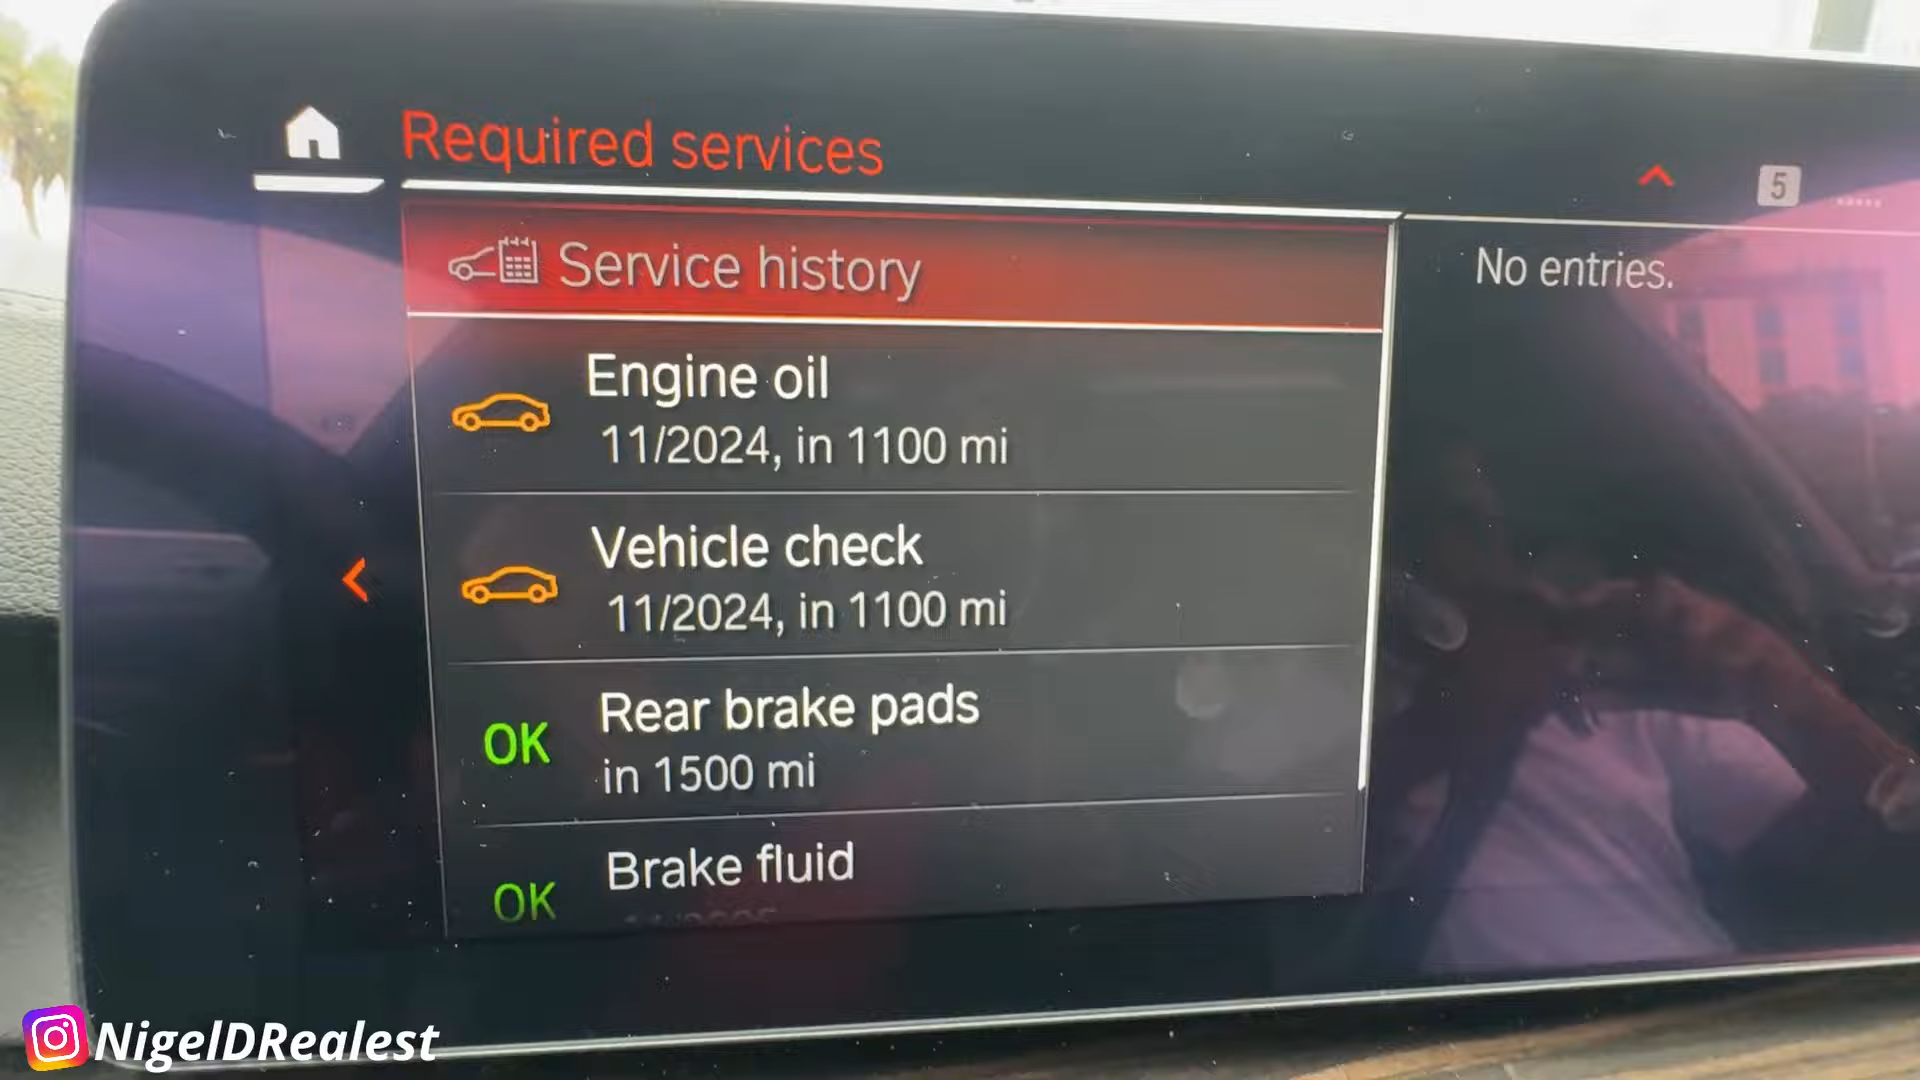 Required services
5
Service history
No entries.
Engine oil
11/2024, in 1100 mi
Vehicle check
11/2024, in 1100 mi
OK
Rear brake pads
in 1500 mi
OK
Brake fluid
NigelDRealest